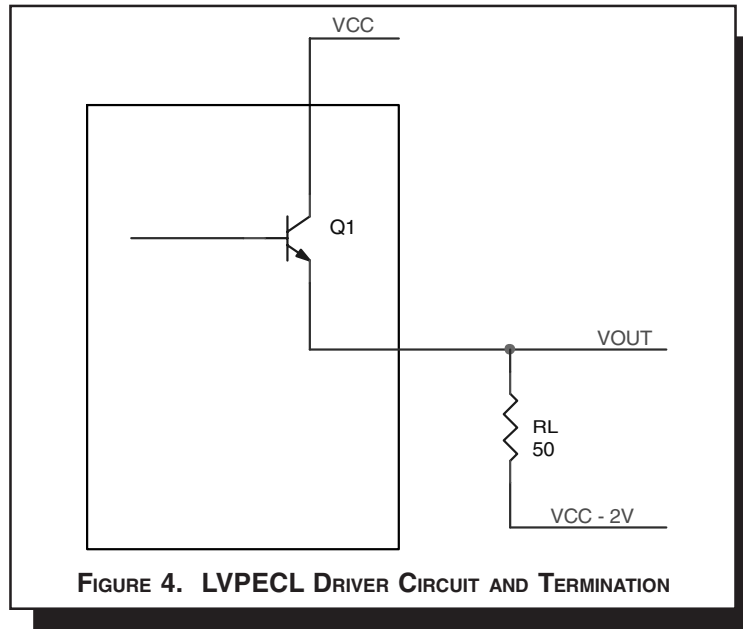 VCC
Q1
VOUT
RL
50
VCC - 2V
FIGURE 4. LVPECL DRIVER CIRCUIT AND TERMINATION